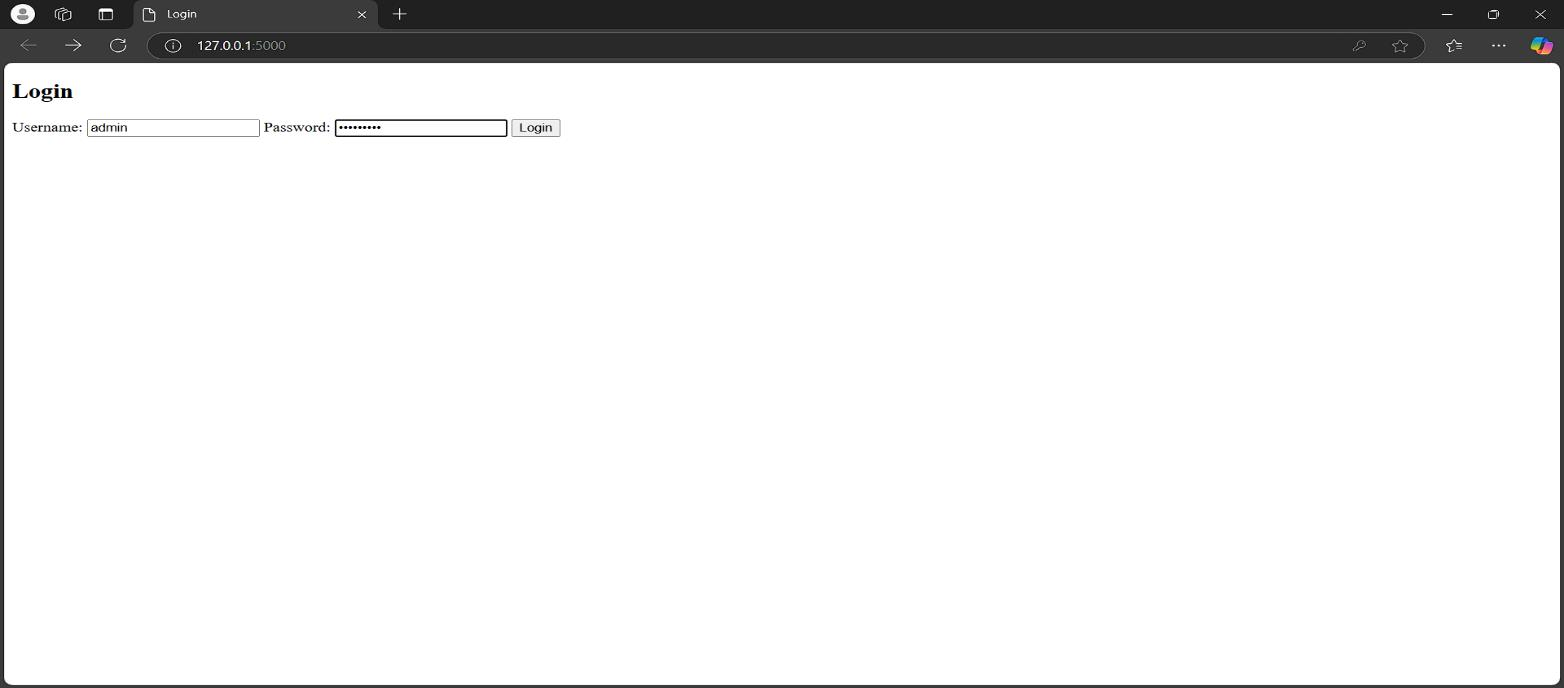 Login
127.0.0.1:5000
Login
Username: admin Password: ••••••••• Login